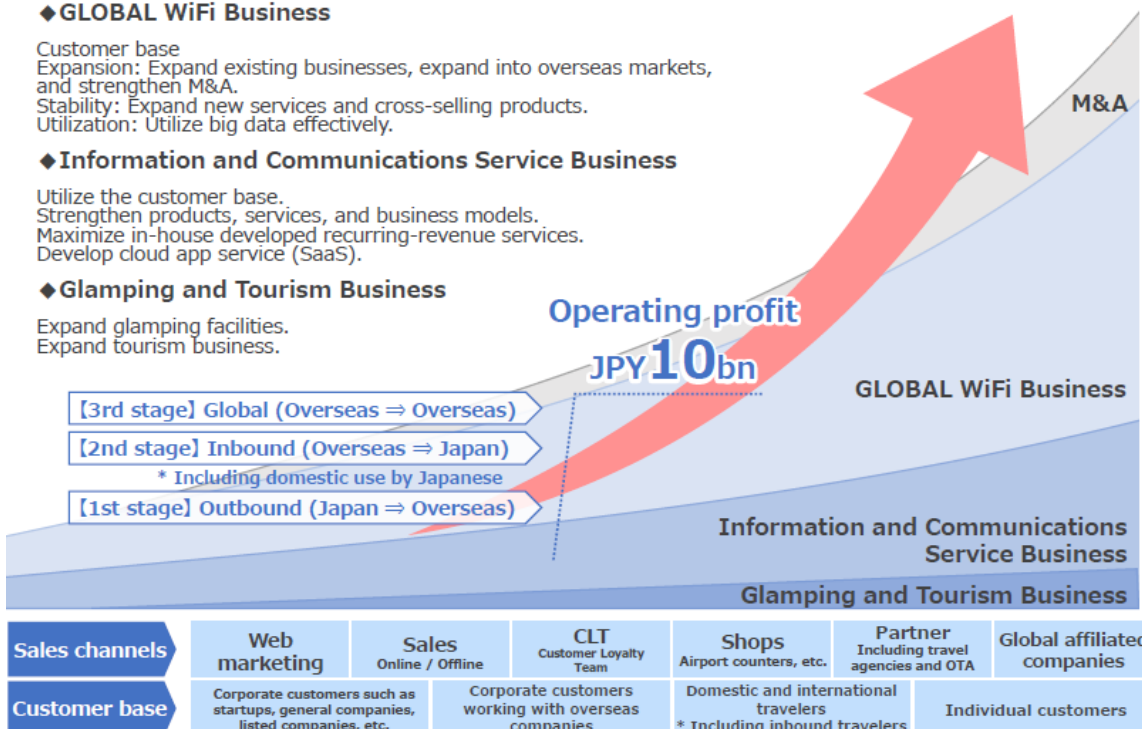 ◆GLOBAL WiFi Business
Customer base
Expansion: Expand existing businesses, expand into overseas markets,
and strengthen M&A.
Stability: Expand new services and cross-selling products.
Utilization: Utilize big data effectively.
◆Information and Communications Service Business
Utilize the customer base.
Strengthen products, services, and business models.
Maximize in-house developed recurring-revenue services.
Develop cloud app service (SaaS).
◆Glamping and Tourism Business
Expand glamping facilities.
Expand tourism business.
M&A
Operating profit
JPY10bn
【3rd stage】Global (Overseas ⇒ Overseas)
【2nd stage】Inbound (Overseas ⇒ Japan)
* Including domestic use by Japanese
【1st stage】Outbound (Japan ⇒ Overseas)
GLOBAL WiFi Business
Information and Communications
Service Business
Glamping and Tourism Business
Sales channels
Web
marketing
Sales
Online / Offline
CLT
Customer Loyalty
Team
Shops
Airport counters, etc.
Partner
Including travel
agencies and OTA
Global affiliated
companies
Customer base
Corporate customers such as
startups, general companies,
listed companies, etc.
Corporate customers
working with overseas
companies
Domestic and international
travelers
* Including inbound travelers
Individual customers